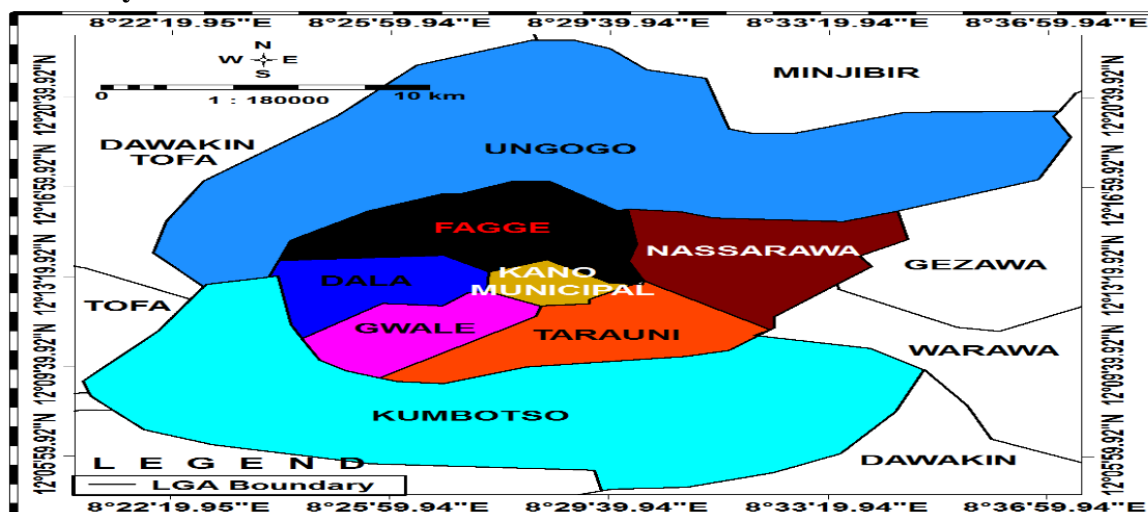 8°22'19.95"E 8°25'59.94"E 8°29'39.94"E 8°33'19.94"E 8°36'59.94"E
N
W E
S
0 10 km
1 : 180000
MINJIBIR
DAWAKIN
TOFA
UNGOGO
FAGGE
NASSARAWA
GEZAWA
DALA
KANO
MUNICIPAL
TOFA
GWALE
TARAUNI
WARAWA
KUMBOTSO
DAWAKIN
LEGEND
LGA Boundary
12°20'39.92"N
12°16'59.92"N
12°13'19.92"N
12°09'39.92"N
12°05'59.92"N
12°20'39.92"N
12°16'59.92"N
12°13'19.92"N
12°09'39.92"N
12°05'59.92"N
8°22'19.95"E 8°25'59.94"E 8°29'39.94"E 8°33'19.94"E 8°36'59.94"E